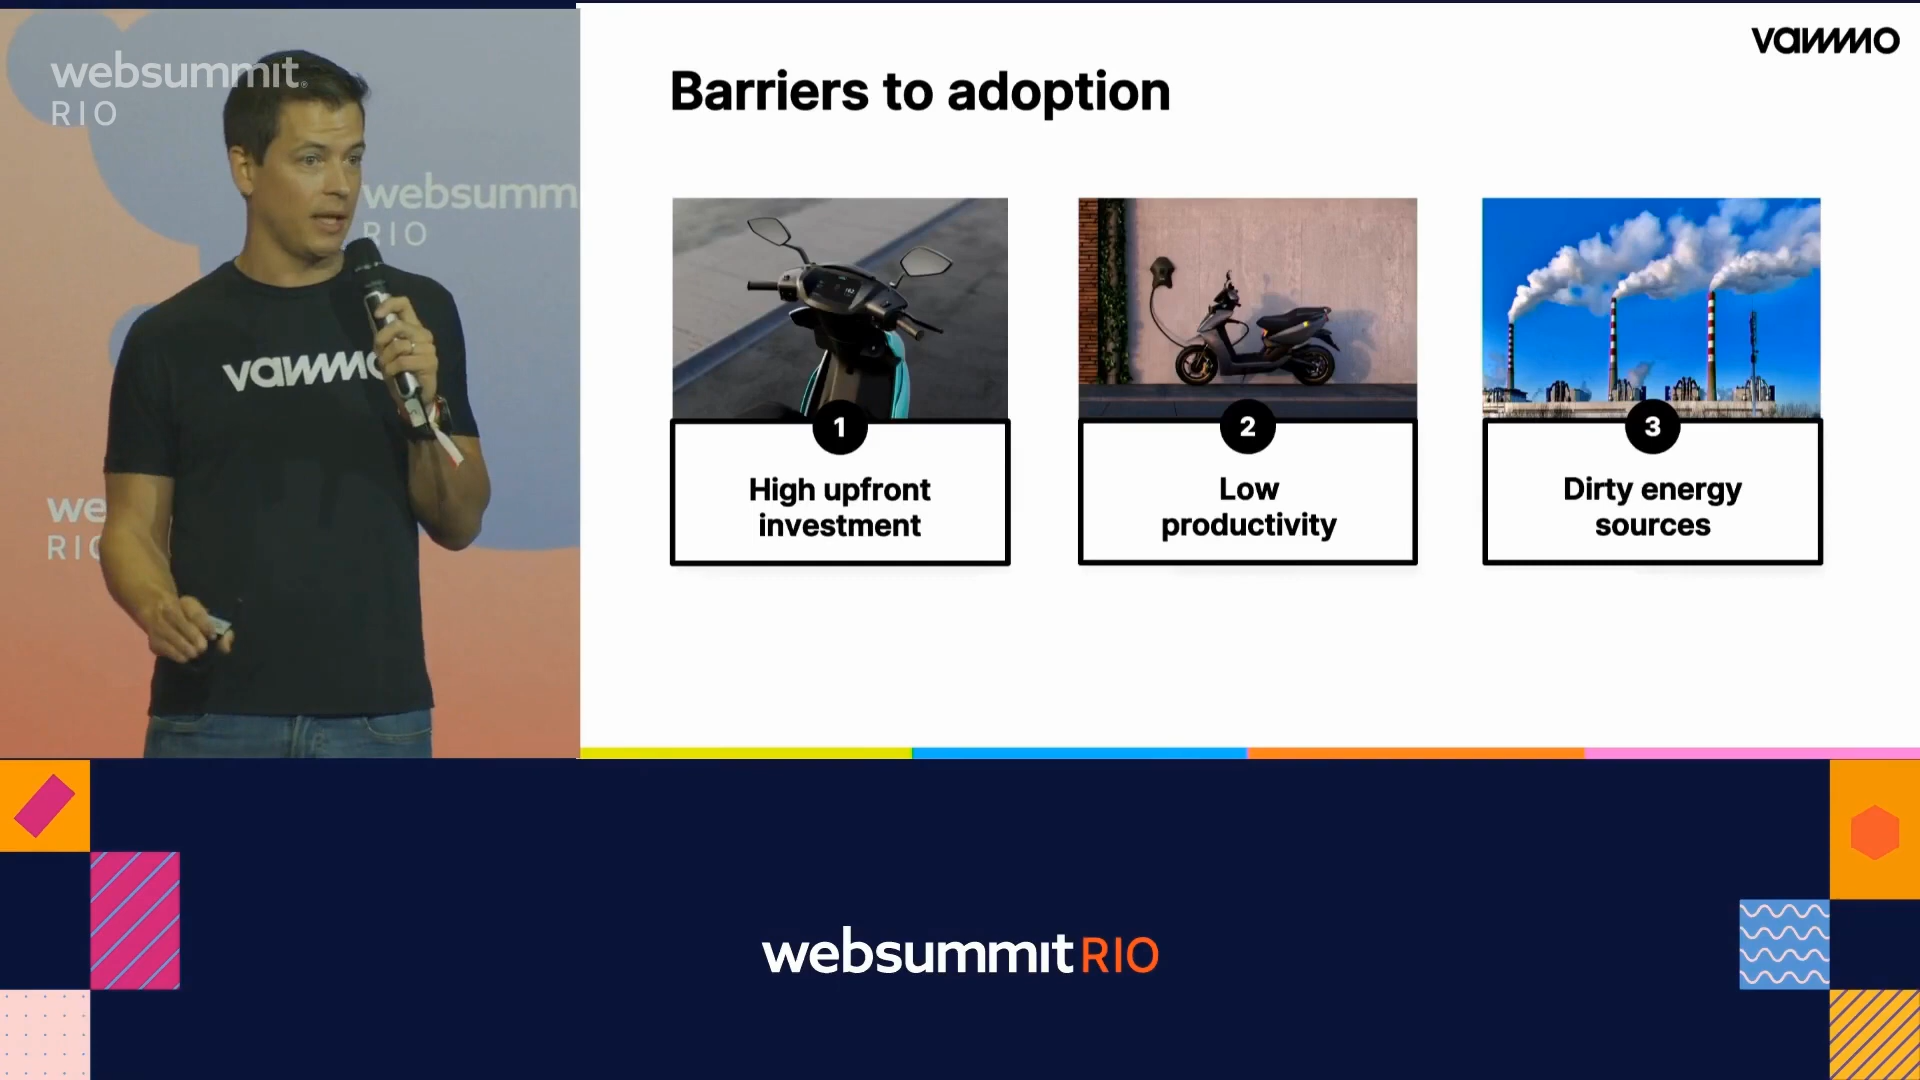 websummit
RIO
websumm
RIO
vammo
we
RIO
vammo
Barriers to adoption
1
High upfront
investment
2
Low
productivity
3
Dirty energy
sources
websummit RIO